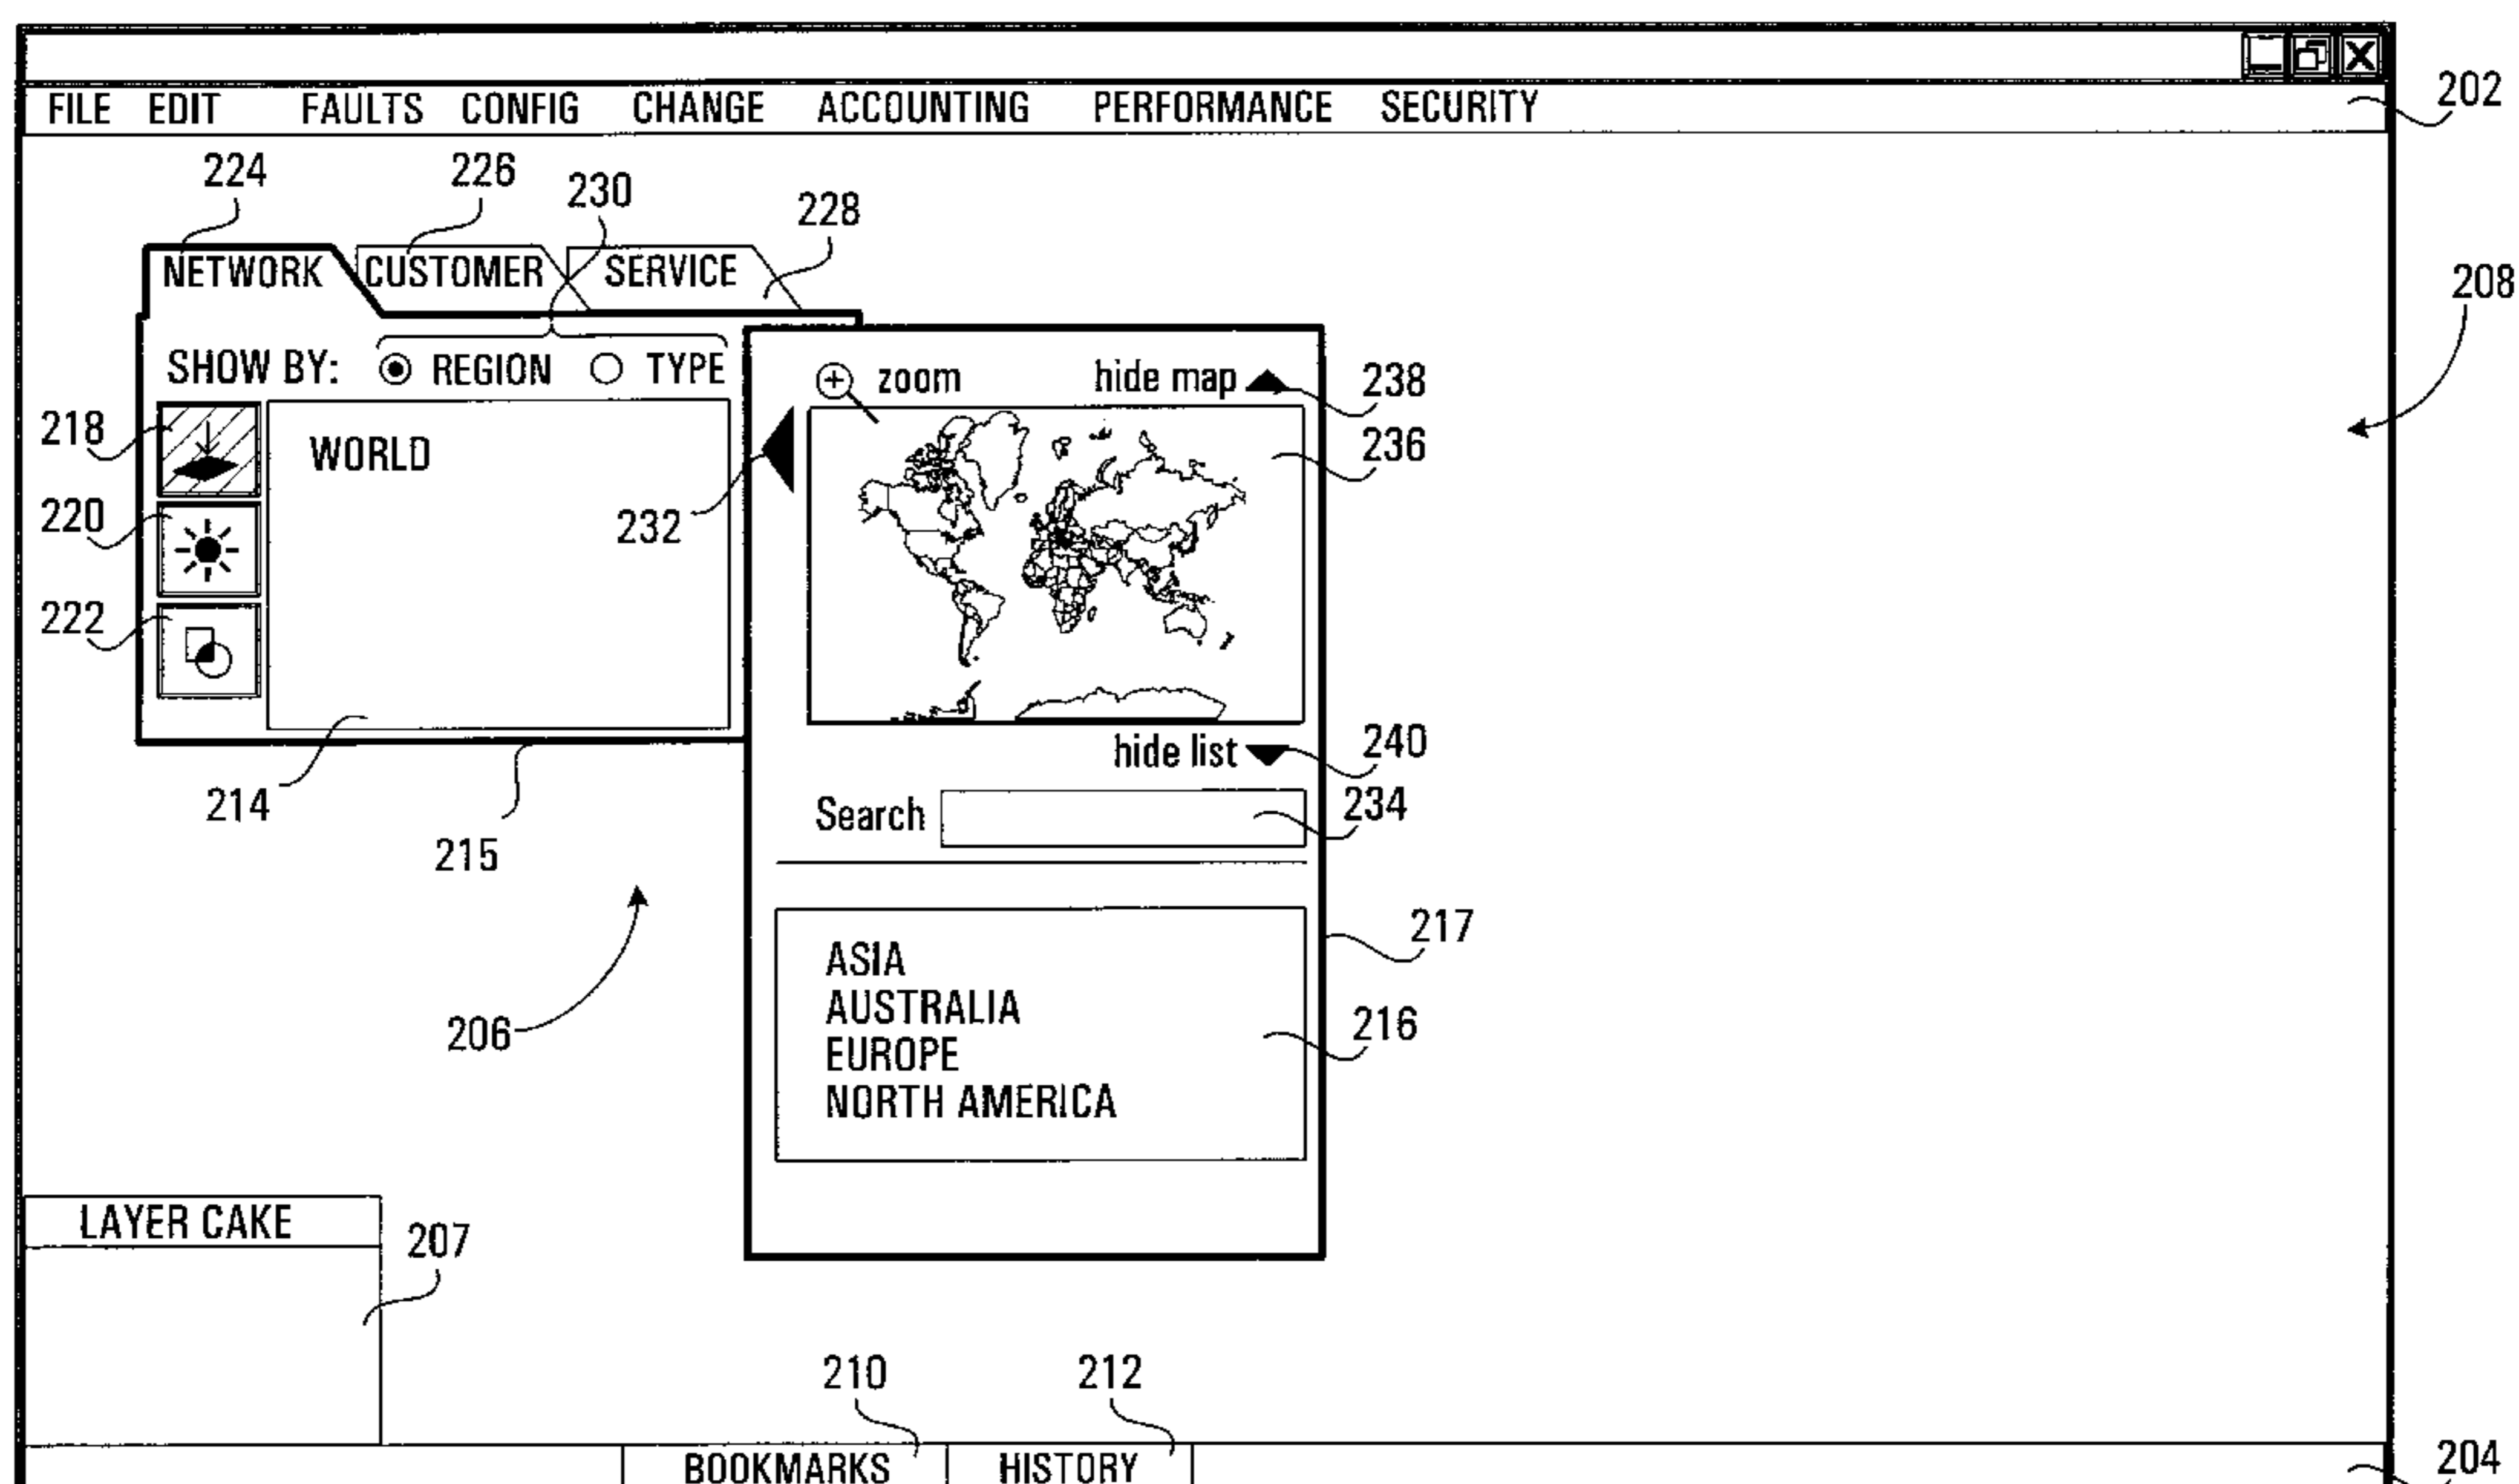 FILE EDIT FAULTS CONFIG CHANGE ACCOUNTING PERFORMANCE SECURITY
202
224
226
230
228
208
NETWORK CUSTOMER SERVICE
SHOW BY: REGION TYPE
zoom hide map
238
218
WORLD
236
220
232
222
hide list
240
214
Search
234
215
217
ASIA
AUSTRALIA
EUROPE
NORTH AMERICA
216
206
LAYER CAKE
207
210
212
BOOKMARKS HISTORY
204